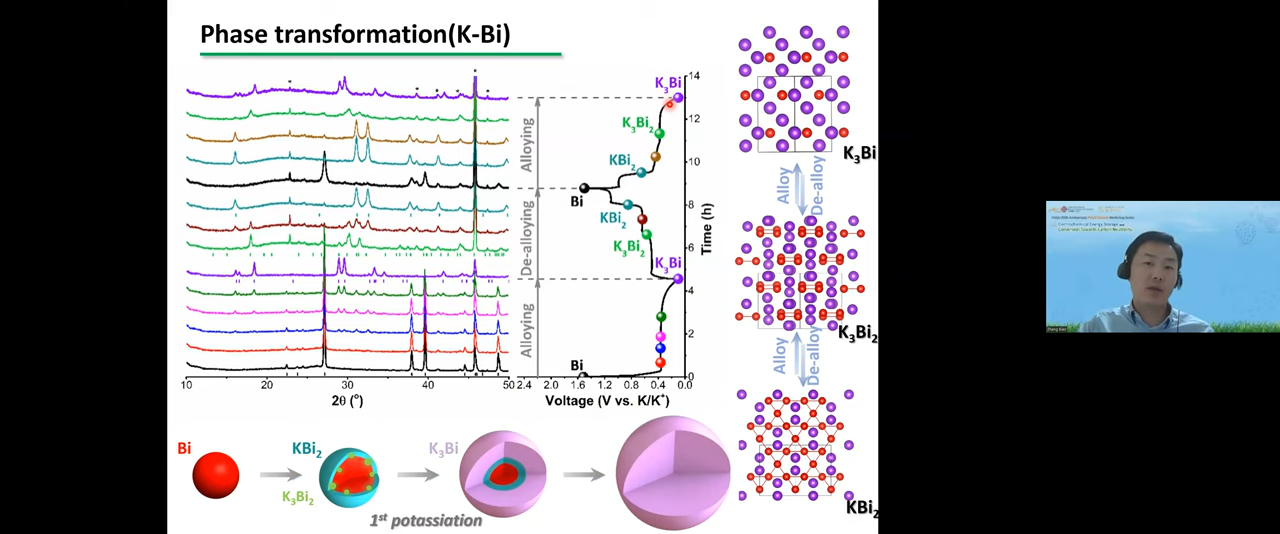 Phase transformation(K-Bi)
K3Bi
K3Bi2
KBi2
Bi
KBi2
K3Bi2
K3Bi
Bi
Alloying
De-alloying
Alloying
14
12
10
8
6
4
2
0
Time (h)
10 20 30 40 50
2θ (°)
2.4 2.0 1.6 1.2 0.8 0.4 0.0
Voltage (V vs. K/K+)
K3Bi
Alloy
De-alloy
K3Bi2
Alloy
De-alloy
KBi2
Bi
KBi2
K3Bi2
K3Bi
1st potassiation